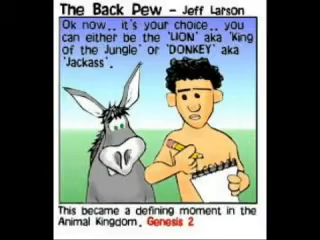 The Back Pew - Jeff Larson
Ok now.. it's your choice.. you
can either be the 'LION' aka 'King
of the Jungle' or 'DONKEY' aka
'Jackass'.
This became a defining moment in the
Animal Kingdom. Genesis 2